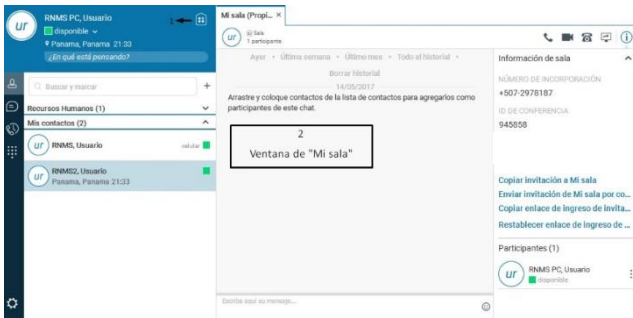 RNMS PC, Usuario
ur
disponible
Panama, Panama 21:33
¿En qué está pensando?
1
Buscar y marcar
Recursos Humanos (1)
Mis contactos (2)
ur
RNMS, Usuario
celular
ur
RNMS2, Usuario
Panama, Panama 21:33
Mi sala (Propi... ×
ur
Sala
1 participante
Ayer • Última semana • Último mes • Todo el historial •
Borrar historial
14/05/2017
Arrastre y coloque contactos de la lista de contactos para agregarlos como
participantes de este chat.
2
Ventana de "Mi sala"
Escriba aquí su mensaje...
Información de sala
NÚMERO DE INCORPORACIÓN
+507-2978187
ID DE CONFERENCIA
945858
Copiar invitación a Mi sala
Enviar invitación de Mi sala por co...
Copiar enlace de ingreso de invita...
Restablecer enlace de ingreso de ...
Participantes (1)
ur
RNMS PC, Usuario
disponible